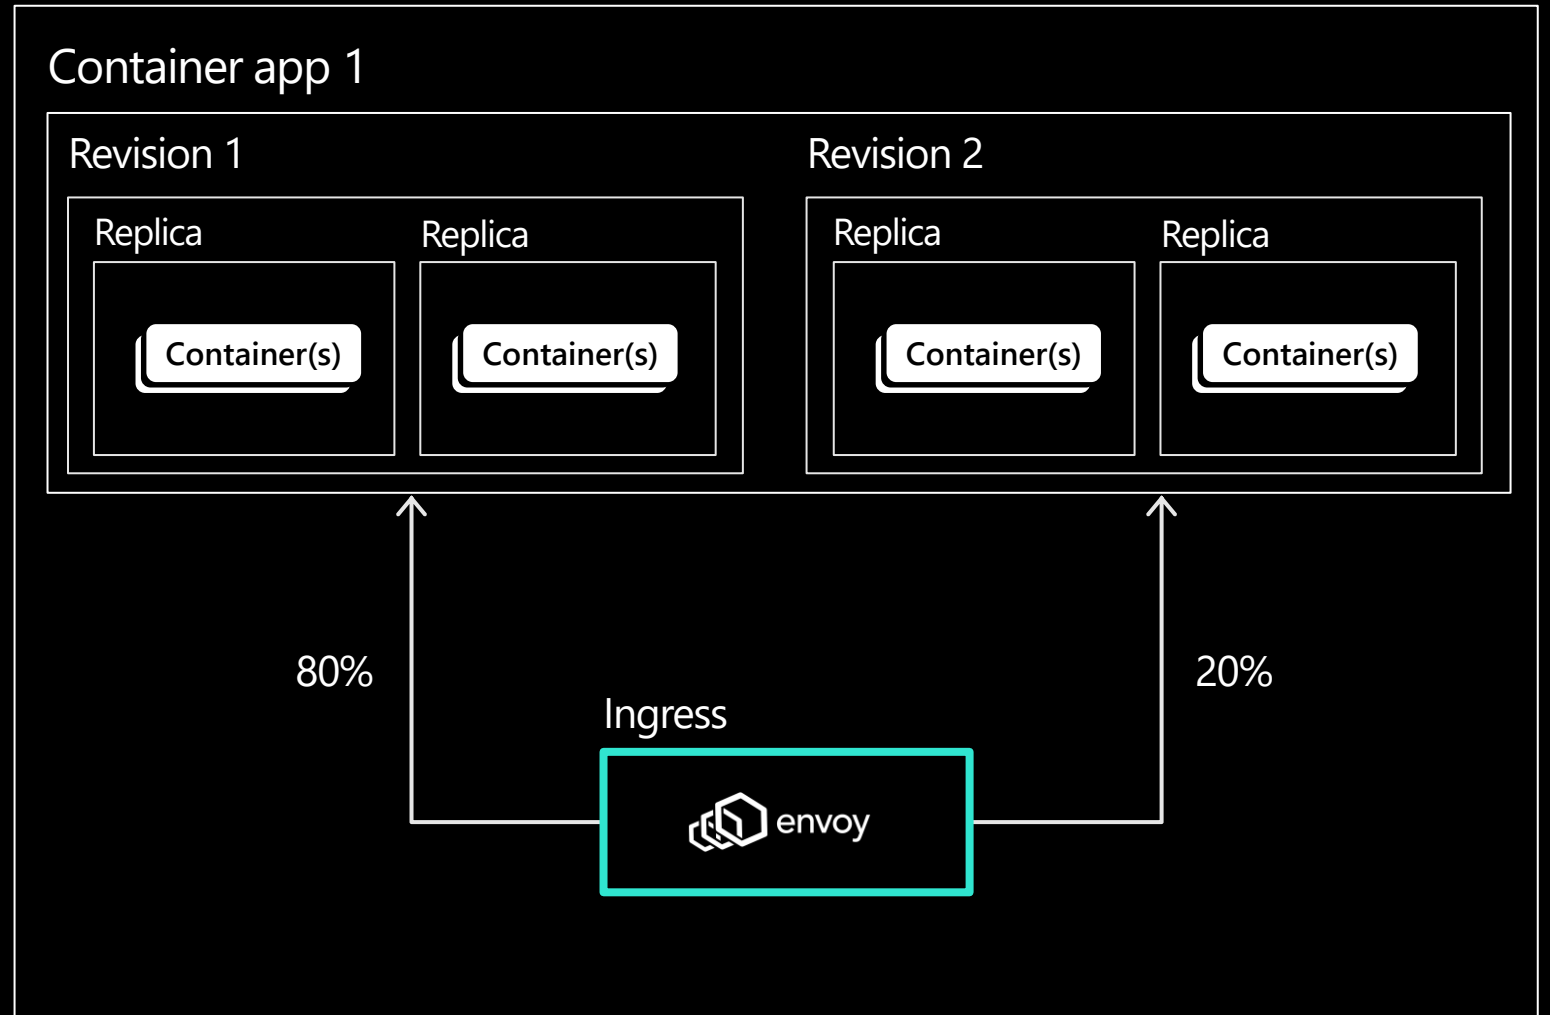 Container app 1
Revision 1
Revision 2
Replica
Replica
Replica
Replica
Container(s)
Container(s)
Container(s)
Container(s)
80%
20%
Ingress
envoy